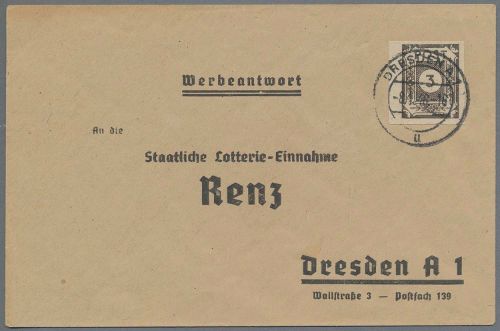 Werbeantwort
DRESDEN A
3
u
An die
Staatliche Lotterie-Einnahme
Renz
Dresden A 1
Wallstraße 3 — Postfach 139